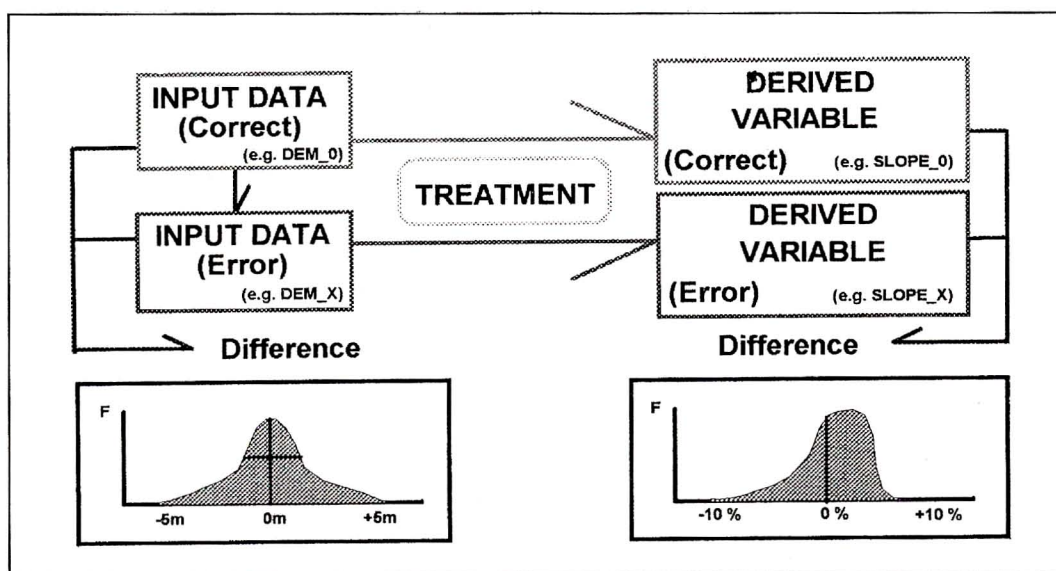 INPUT DATA
(Correct)
(e.g. DEM_0)
DERIVED
VARIABLE
(Correct) (e.g. SLOPE_0)
TREATMENT
INPUT DATA
(Error)
(e.g. DEM_X)
DERIVED
VARIABLE
(Error) (e.g. SLOPE_X)
Difference
Difference
F
-5m 0m +5m
F
-10 % 0 % +10 %